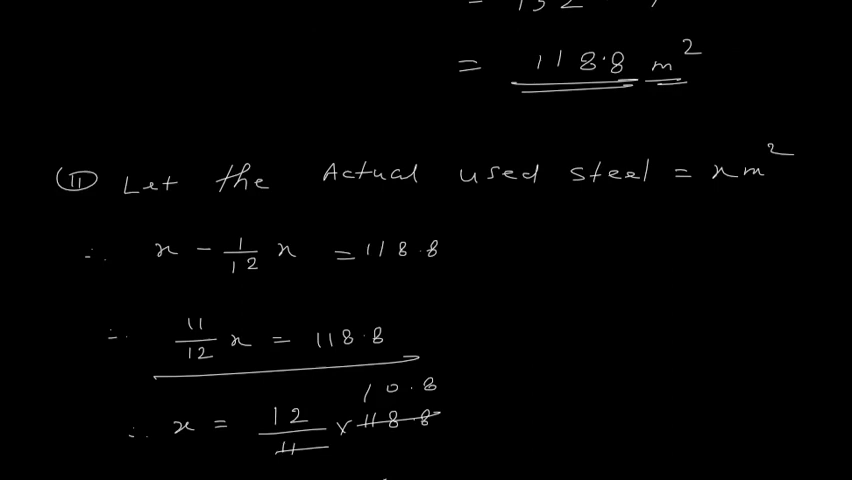 = 132
= 118.8 m²
(II) Let the Actual used steel = x m²
∴ x - 1/12 x = 118.8
∴ 11/12 x = 118.8
10.8
∴ x = 12/11 × 118.8